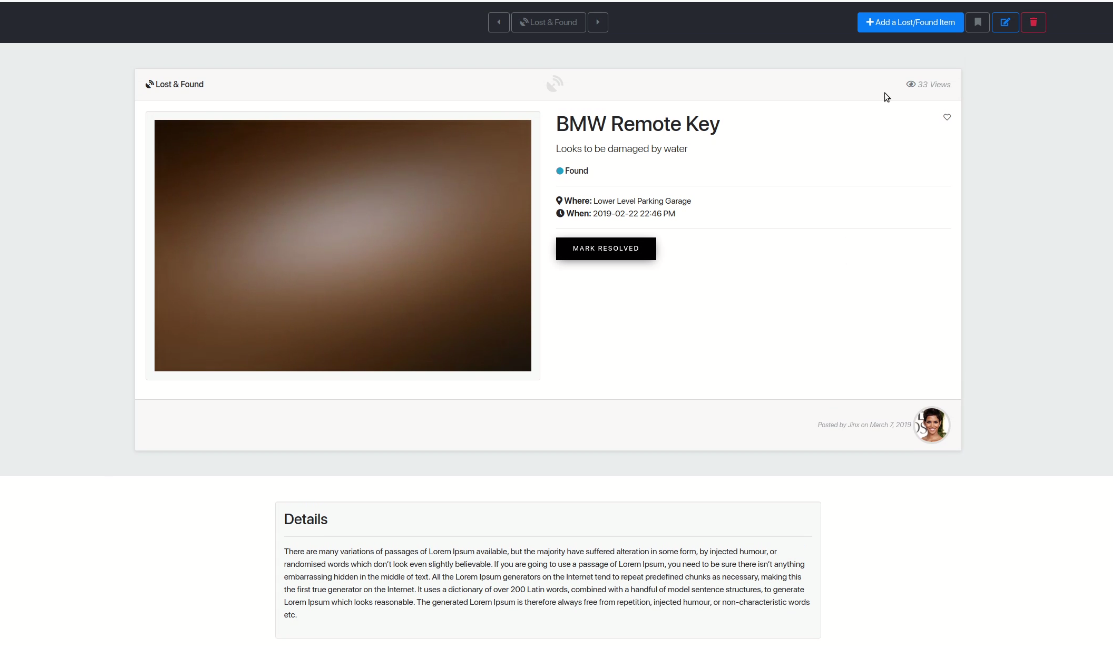 Lost & Found
Add a Lost/Found Item
Lost & Found
33 Views
BMW Remote Key
Looks to be damaged by water
Found
Where: Lower Level Parking Garage
When: 2019-02-22 22:46 PM
MARK RESOLVED
Posted by Jinx on March 7, 2019
Details
There are many variations of passages of Lorem Ipsum available, but the majority have suffered alteration in some form, by injected humour, or
randomised words which don't look even slightly believable. If you are going to use a passage of Lorem Ipsum, you need to be sure there isn't anything
embarrassing hidden in the middle of text. All the Lorem Ipsum generators on the Internet tend to repeat predefined chunks as necessary, making this
the first true generator on the Internet. It uses a dictionary of over 200 Latin words, combined with a handful of model sentence structures, to generate
Lorem Ipsum which looks reasonable. The generated Lorem Ipsum is therefore always free from repetition, injected humour, or non-characteristic words
etc.